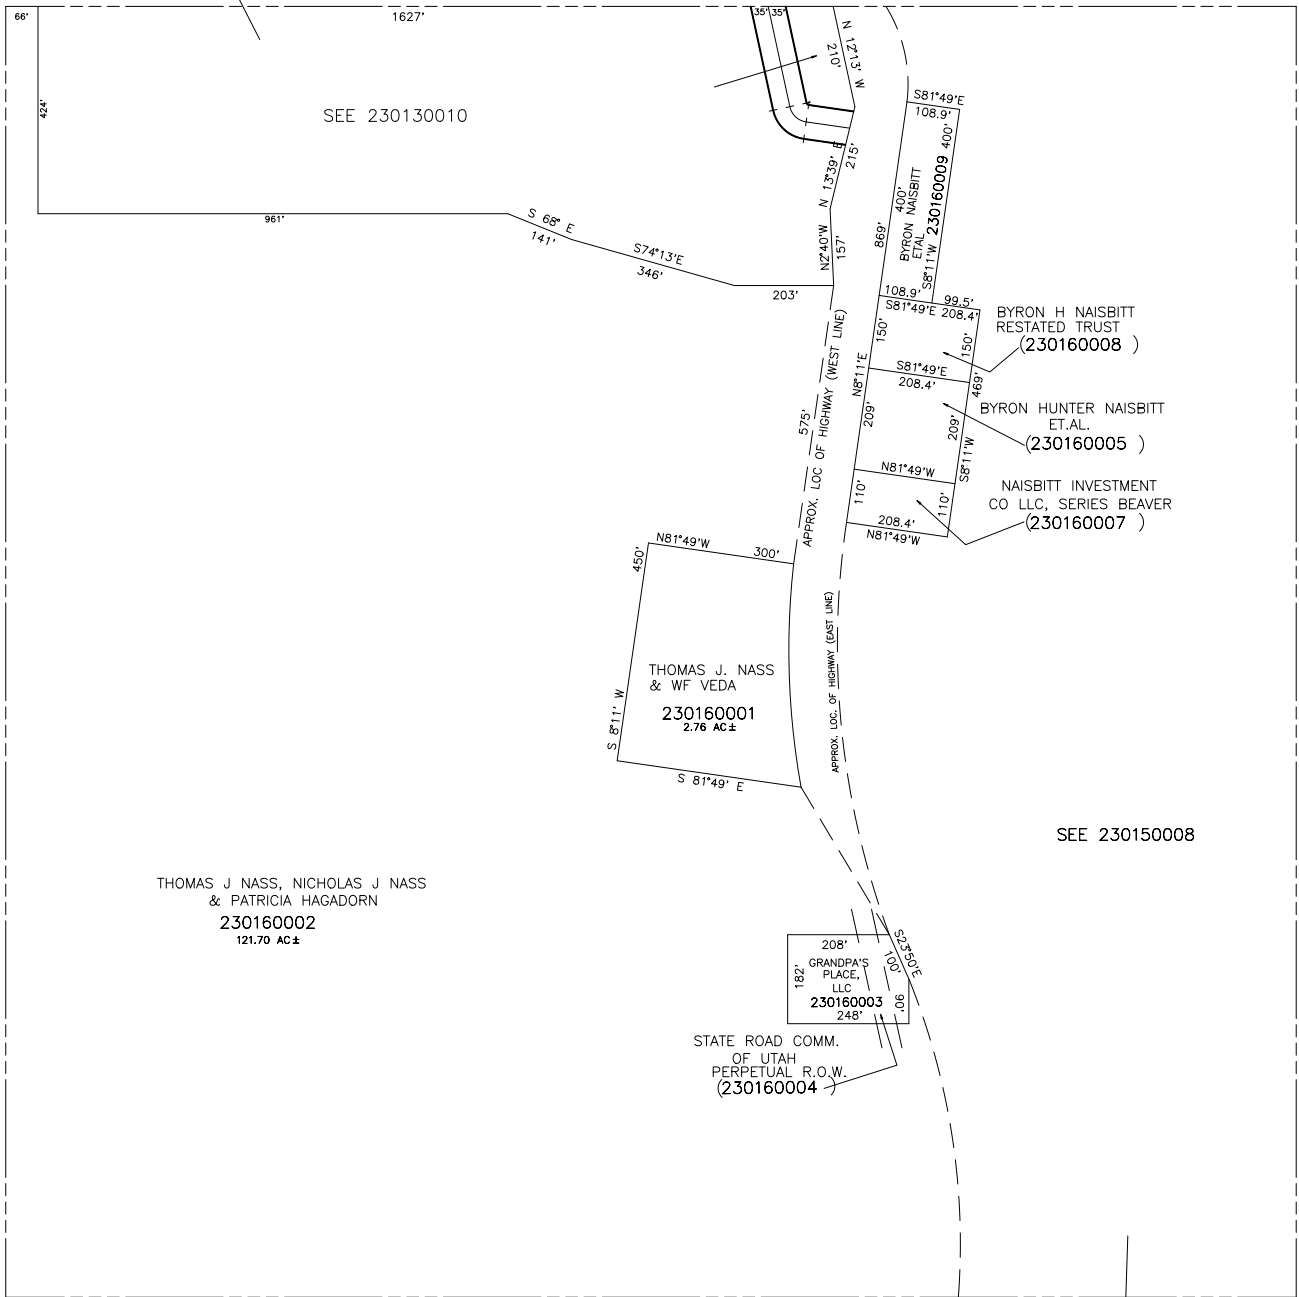 66'
1627'
35' 35'
N 12°13' W
210'
424'
SEE 230130010
S81°49'E
108.9'
400'
230160009
S8°11'W
400'
BYRON NAISBITT
ETAL
869'
N 13°39' E
215'
961'
S 68° E
141'
S74°13'E
346'
203'
N2°40'W
157'
108.9'
S81°49'E
99.5'
208.4'
BYRON H NAISBITT
RESTATED TRUST
(230160008 )
150'
150'
N8°11'E
S81°49'E
208.4'
469'
BYRON HUNTER NAISBITT
ET.AL.
(230160005 )
209'
209'
S8°11'W
575'
APPROX. LOC OF HIGHWAY (WEST LINE)
N81°49'W
NAISBITT INVESTMENT
CO LLC, SERIES BEAVER
(230160007 )
110'
110'
208.4'
N81°49'W
N81°49'W
300'
450'
S 8°11' W
THOMAS J. NASS
& WF VEDA
230160001
2.76 AC±
S 81°49' E
APPROX. LOC. OF HIGHWAY (EAST LINE)
SEE 230150008
THOMAS J NASS, NICHOLAS J NASS
& PATRICIA HAGADORN
230160002
121.70 AC±
S23°50'E
100'
208'
182'
GRANDPA'S
PLACE,
LLC
230160003
248'
90'
STATE ROAD COMM.
OF UTAH
PERPETUAL R.O.W.
(230160004 )